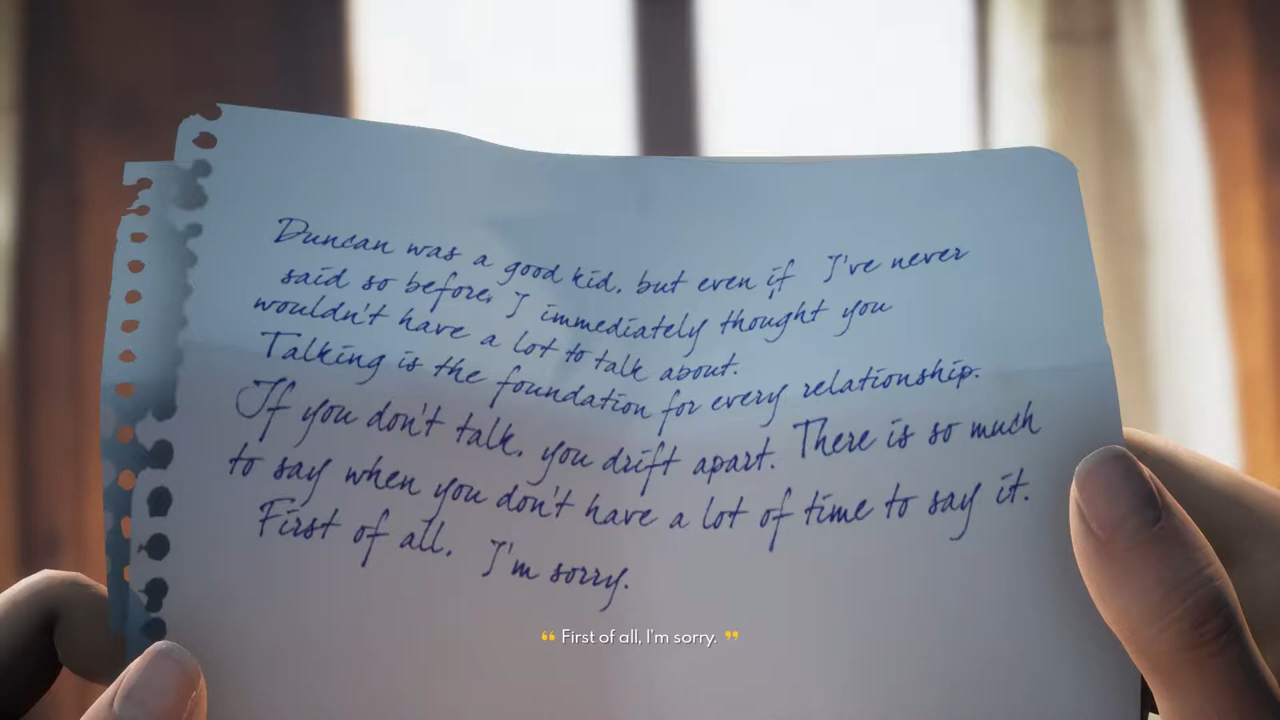 Duncan was a good kid, but even if I've never
said so before, I immediately thought you
wouldn't have a lot to talk about.
Talking is the foundation for every relationship.
If you don't talk, you drift apart. There is so much
to say when you don't have a lot of time to say it.
First of all, I'm sorry.
“ First of all, I'm sorry. ”